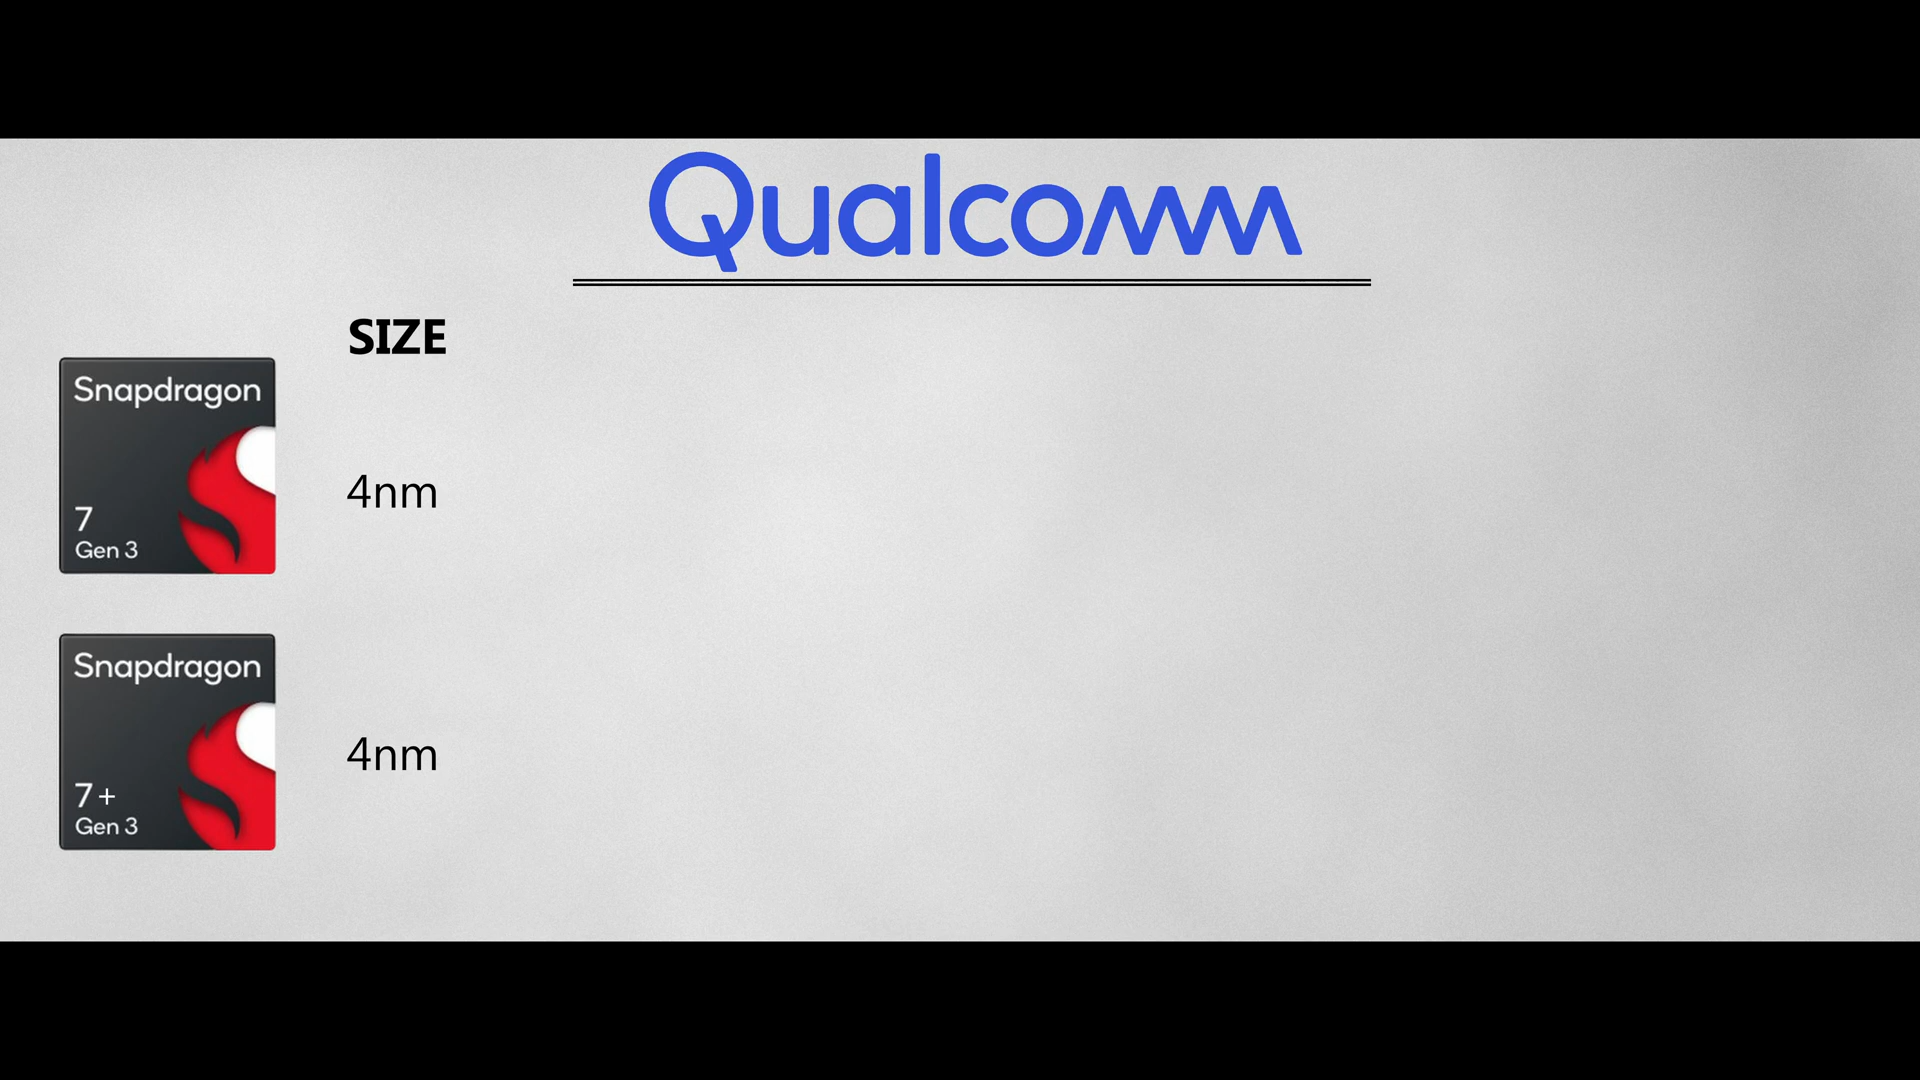 Qualcomm
SIZE
Snapdragon
7
Gen 3
4nm
Snapdragon
7+
Gen 3
4nm